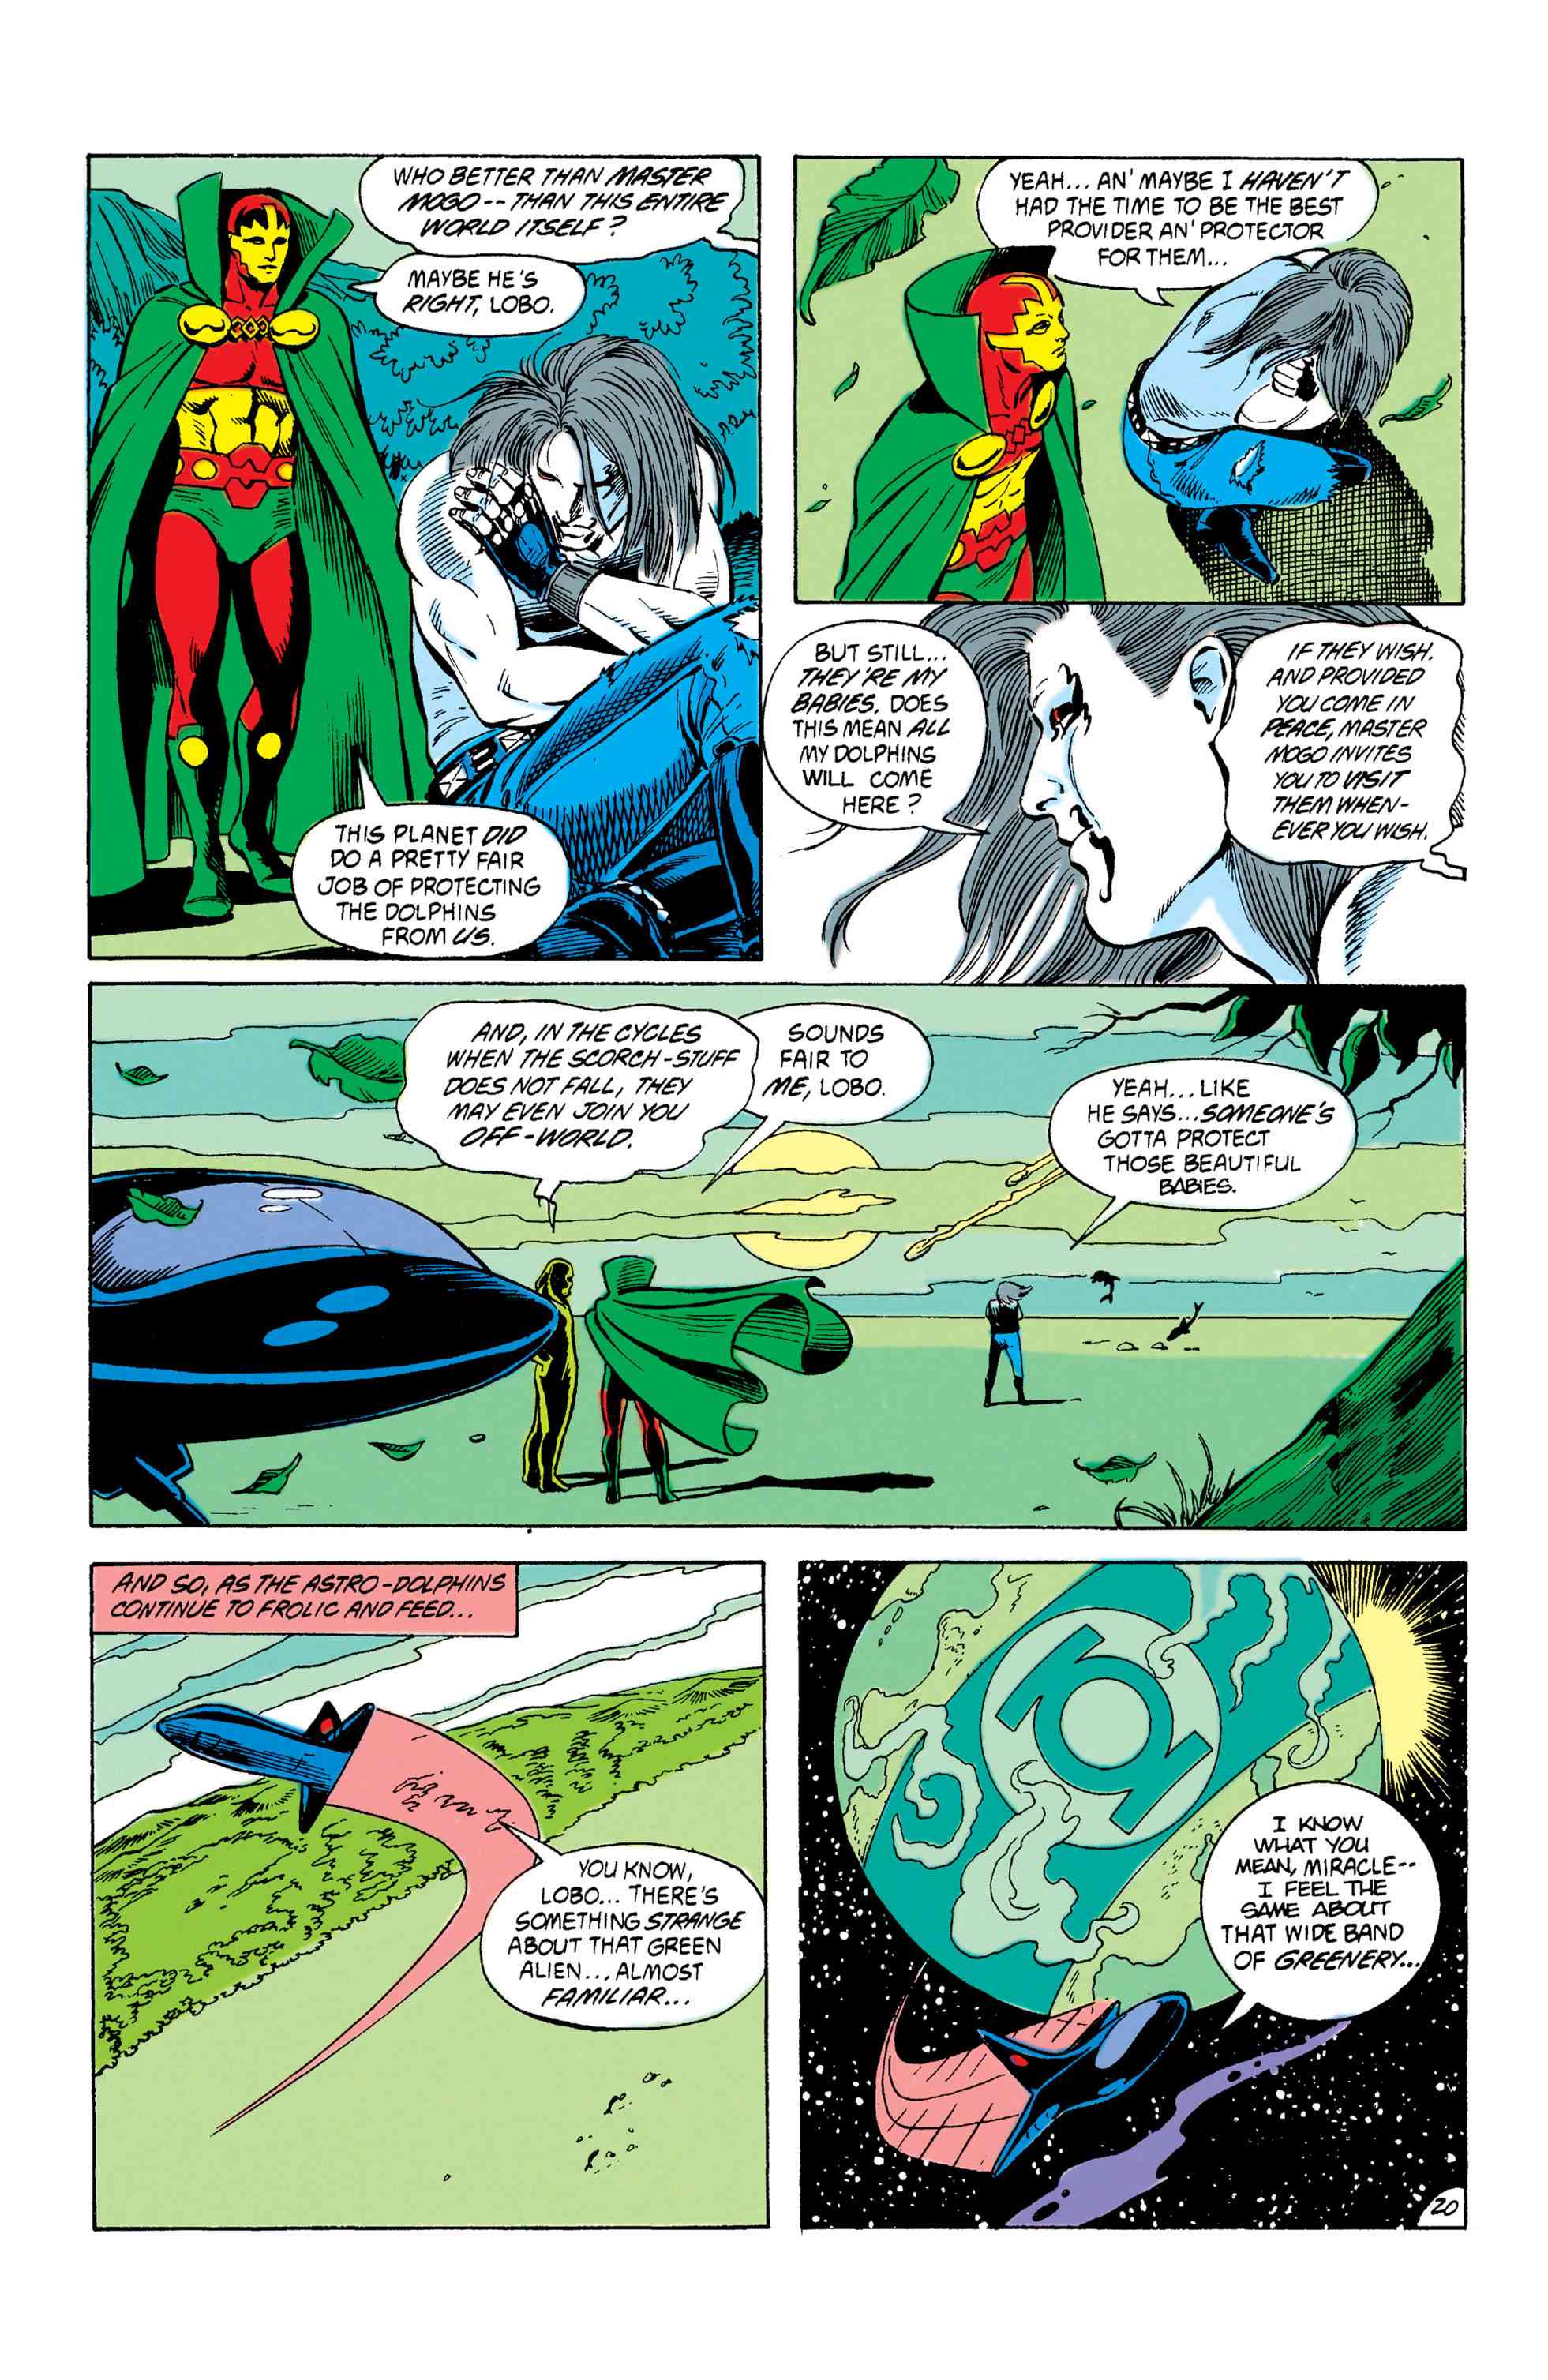 WHO BETTER THAN MASTER
MOGO -- THAN THIS ENTIRE
WORLD ITSELF?
MAYBE HE'S
RIGHT, LOBO.
THIS PLANET DID
DO A PRETTY FAIR
JOB OF PROTECTING
THE DOLPHINS
FROM US.
YEAH... AN' MAYBE I HAVEN'T
HAD THE TIME TO BE THE BEST
PROVIDER AN' PROTECTOR
FOR THEM...
BUT STILL...
THEY'RE MY
BABIES. DOES
THIS MEAN ALL
MY DOLPHINS
WILL COME
HERE?
IF THEY WISH.
AND PROVIDED
YOU COME IN
PEACE, MASTER
MOGO INVITES
YOU TO VISIT
THEM WHEN-
EVER YOU WISH.
AND, IN THE CYCLES
WHEN THE SCORCH-STUFF
DOES NOT FALL, THEY
MAY EVEN JOIN YOU
OFF-WORLD.
SOUNDS
FAIR TO
ME, LOBO.
YEAH... LIKE
HE SAYS... SOMEONE'S
GOTTA PROTECT
THOSE BEAUTIFUL
BABIES.
AND SO, AS THE ASTRO-DOLPHINS
CONTINUE TO FROLIC AND FEED...
YOU KNOW,
LOBO... THERE'S
SOMETHING STRANGE
ABOUT THAT GREEN
ALIEN... ALMOST
FAMILIAR...
I KNOW
WHAT YOU
MEAN, MIRACLE--
I FEEL THE
SAME ABOUT
THAT WIDE BAND
OF GREENERY...
20